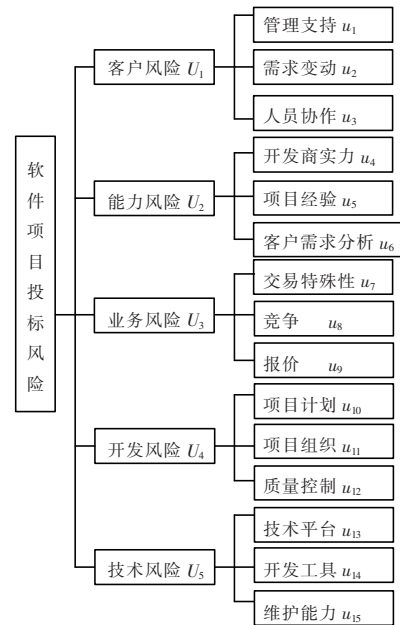 软件项目投标风险
客户风险 U1
管理支持 u1
需求变动 u2
人员协作 u3
能力风险 U2
开发商实力 u4
项目经验 u5
客户需求分析 u6
业务风险 U3
交易特殊性 u7
竞争 u8
报价 u9
开发风险 U4
项目计划 u10
项目组织 u11
质量控制 u12
技术风险 U5
技术平台 u13
开发工具 u14
维护能力 u15